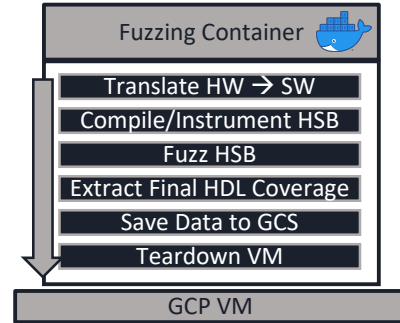 Fuzzing Container
Translate HW → SW
Compile/Instrument HSB
Fuzz HSB
Extract Final HDL Coverage
Save Data to GCS
Teardown VM
GCP VM